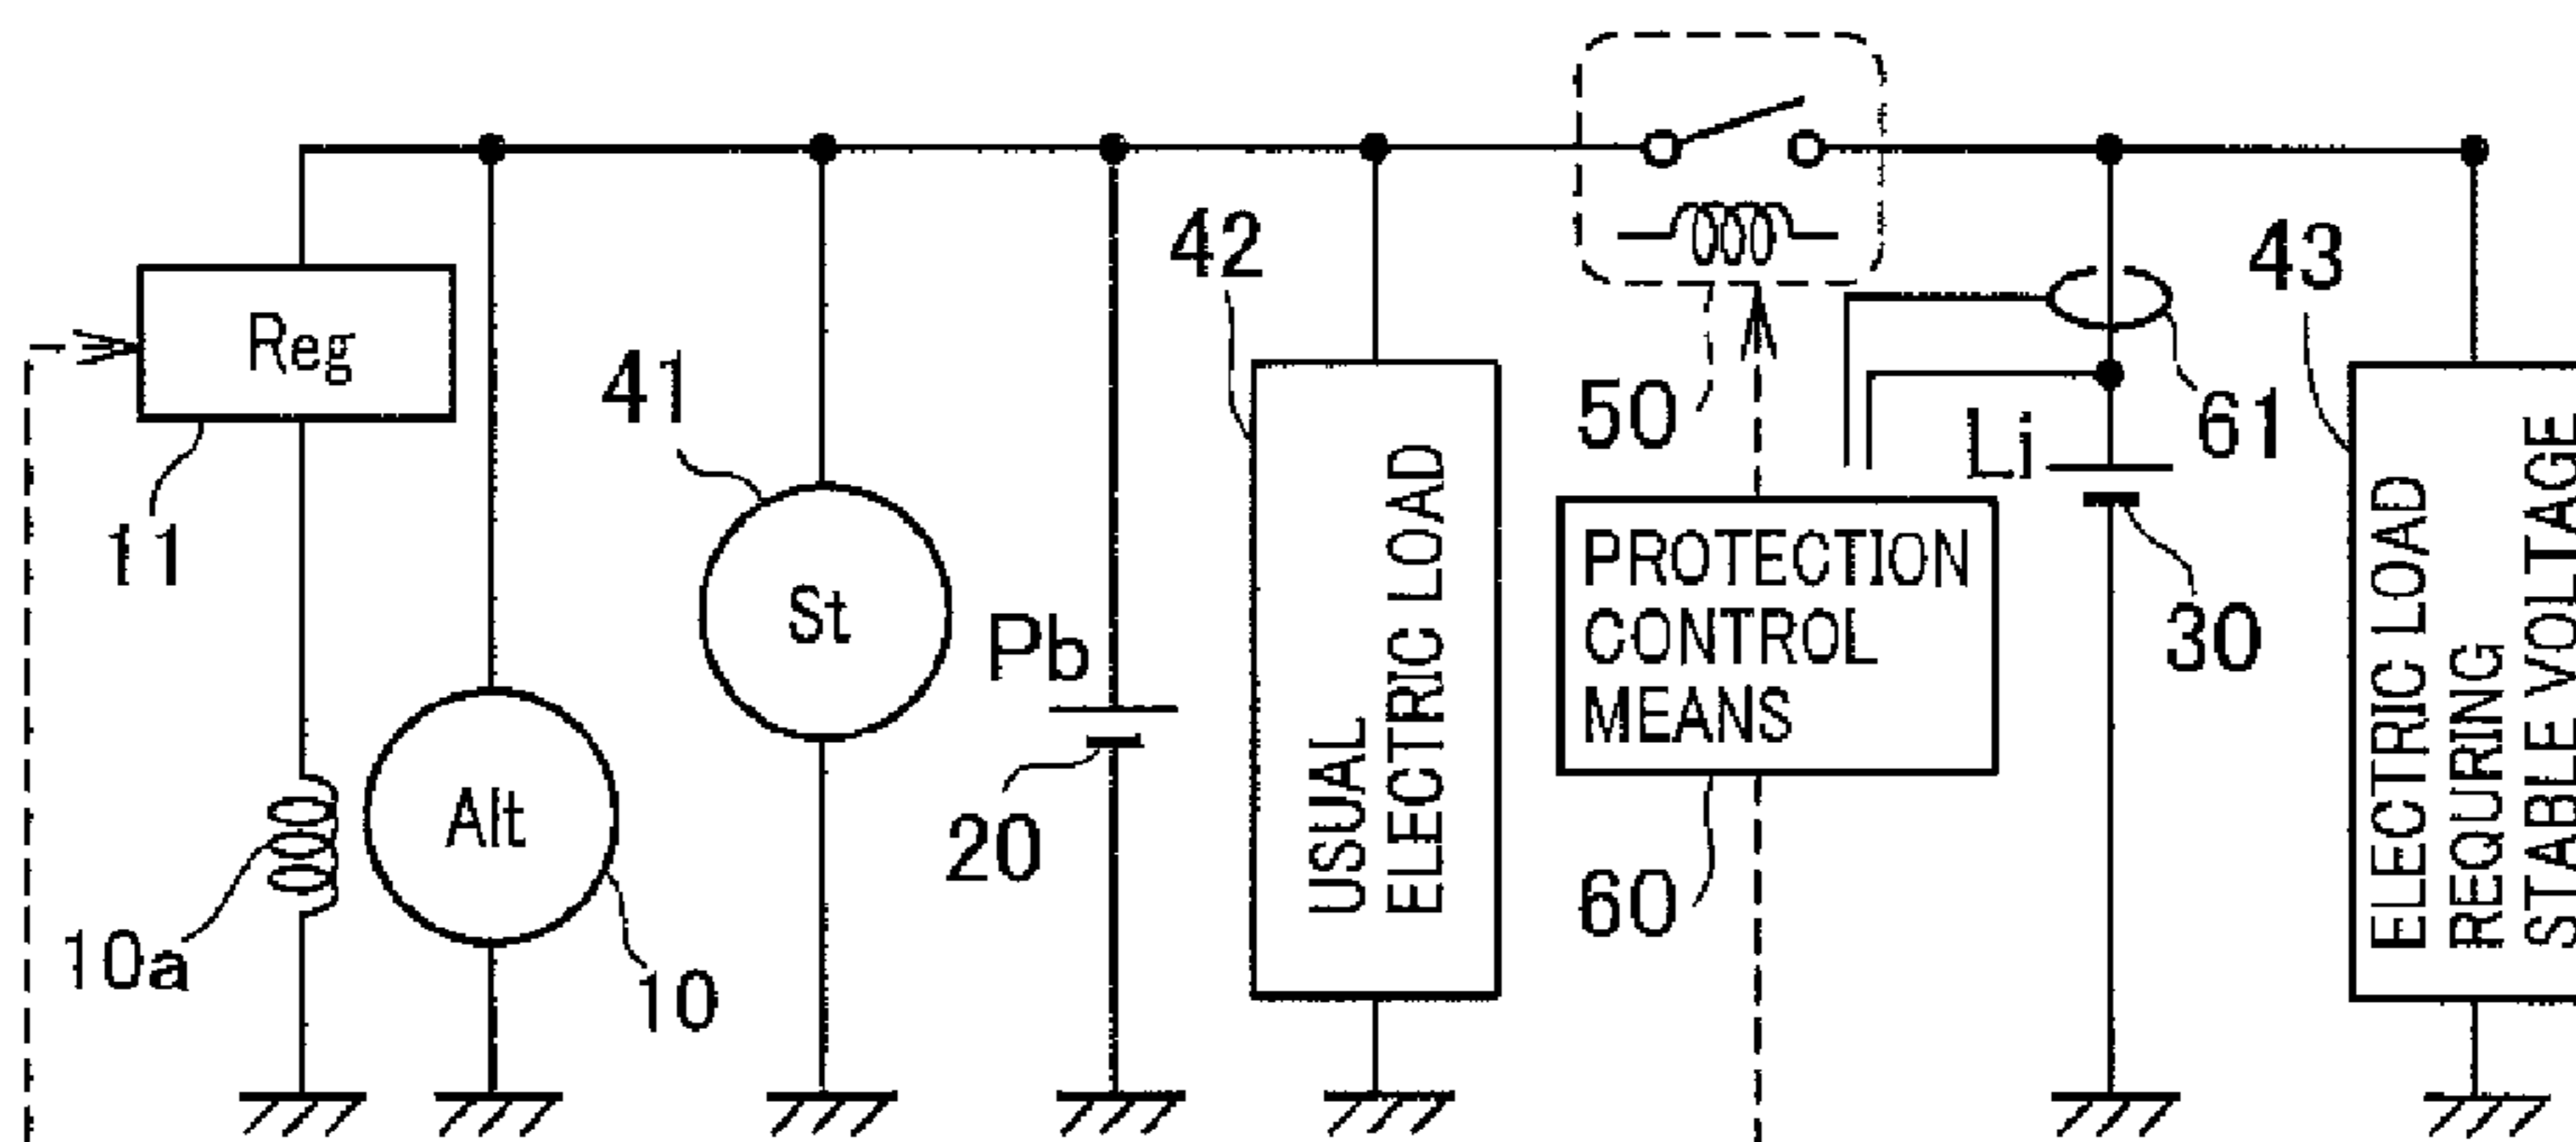 Reg
11
10a
Alt
10
41
St
Pb
20
42
USUAL
ELECTRIC LOAD
50
PROTECTION
CONTROL
MEANS
60
61
Li
30
43
ELECTRIC LOAD
REQURING
STABLE VOLTAGE